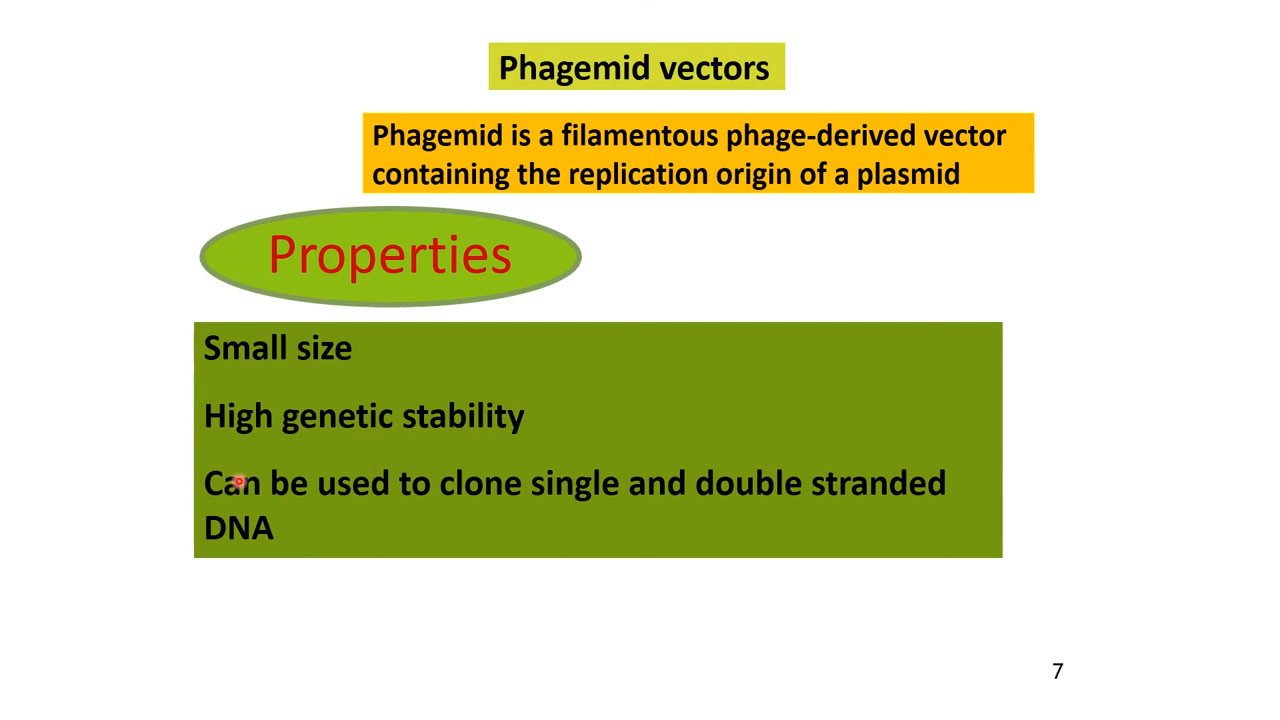 Phagemid vectors
Phagemid is a filamentous phage-derived vector
containing the replication origin of a plasmid
Properties
Small size
High genetic stability
Can be used to clone single and double stranded
DNA
7